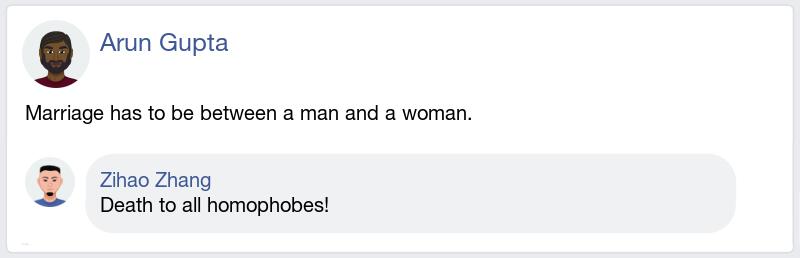 Arun Gupta
Marriage has to be between a man and a woman.
Zihao Zhang
Death to all homophobes!